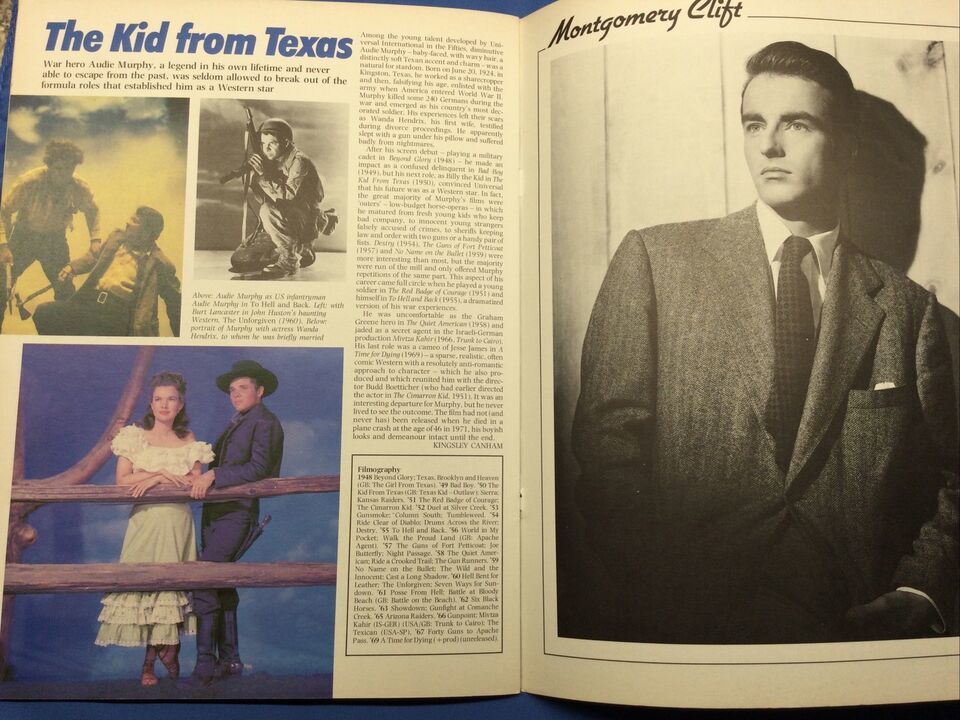 The Kid from Texas
War hero Audie Murphy, a legend in his own lifetime and never
able to escape from the past, was seldom allowed to break out of the
formula roles that established him as a Western star
Above: Audie Murphy as US infantryman
Audie Murphy in To Hell and Back. Left: with
Burt Lancaster in John Huston's haunting
Western, The Unforgiven (1960). Below:
portrait of Murphy with actress Wanda
Hendrix, to whom he was briefly married
Among the young talent developed by Uni-
versal International in the Fifties, diminutive
Audie Murphy – baby-faced, with wavy hair, a
distinctly soft Texan accent and charm – was a
natural for stardom. Born on June 20, 1924, in
Kingston, Texas, he worked as a sharecropper
and then, falsifying his age, enlisted with the
army when America entered World War II.
Murphy killed some 240 Germans during the
war and emerged as his country's most dec-
orated soldier. His experiences left their scars
as Wanda Hendrix, his first wife, testified
during divorce proceedings. He apparently
slept with a gun under his pillow and suffered
badly from nightmares.
After his screen debut – playing a military
cadet in Beyond Glory (1948) – he made an
impact as a confused delinquent in Bad Boy
(1949), but his next role, as Billy the Kid in The
Kid From Texas (1950), convinced Universal
that his future was as a Western star. In fact,
the great majority of Murphy's films were
'oaters' – low-budget horse-operas – in which
he matured from fresh young kids who keep
bad company, to innocent young strangers
falsely accused of crimes, to sheriffs keeping
law and order with two guns or a handy pair of
fists. Destry (1954), The Guns of Fort Petticoat
(1957) and No Name on the Bullet (1959) were
more interesting than most, but the majority
were run of the mill and only offered Murphy
repetitions of the same part. This aspect of his
career came full circle when he played a young
soldier in The Red Badge of Courage (1951) and
himself in To Hell and Back (1955), a dramatized
version of his war experiences.
He was uncomfortable as the Graham
Greene hero in The Quiet American (1958) and
jaded as a secret agent in the Israeli-German
production Mivtza Kahir (1966, Trunk to Cairo).
His last role was a cameo of Jesse James in A
Time for Dying (1969) – a sparse, realistic, often
comic Western with a resolutely anti-romantic
approach to character – which he also pro-
duced and which reunited him with the direc-
tor Budd Boetticher (who had earlier directed
the actor in The Cimarron Kid, 1951). It was an
interesting departure for Murphy, but he never
lived to see the outcome. The film had not (and
never has) been released when he died in a
plane crash at the age of 46 in 1971, his boyish
looks and demeanour intact until the end.
KINGSLEY CANHAM
Filmography
1948 Beyond Glory; Texas, Brooklyn and Heaven
(GB: The Girl From Texas). '49 Bad Boy. '50 The
Kid From Texas (GB: Texas Kid – Outlaw); Sierra;
Kansas Raiders. '51 The Red Badge of Courage;
The Cimarron Kid. '52 Duel at Silver Creek. '53
Gunsmoke; Column South; Tumbleweed. '54
Ride Clear of Diablo; Drums Across the River;
Destry. '55 To Hell and Back. '56 World in My
Pocket; Walk the Proud Land (GB: Apache
Agent). '57 The Guns of Fort Petticoat; Joe
Butterfly; Night Passage. '58 The Quiet Amer-
ican; Ride a Crooked Trail; The Gun Runners. '59
No Name on the Bullet; The Wild and the
Innocent; Cast a Long Shadow. '60 Hell Bent for
Leather; The Unforgiven; Seven Ways for Sun-
down. '61 Posse From Hell; Battle at Bloody
Beach (GB: Battle on the Beach). '62 Six Black
Horses. '63 Showdown; Gunfight at Comanche
Creek. '65 Arizona Raiders. '66 Gunpoint; Mivtza
Kahir (IS-GER) (USA/GB: Trunk to Cairo); The
Texican (USA-SP). '67 Forty Guns to Apache
Pass. '69 A Time for Dying (+prod) (unreleased).
Montgomery Clift